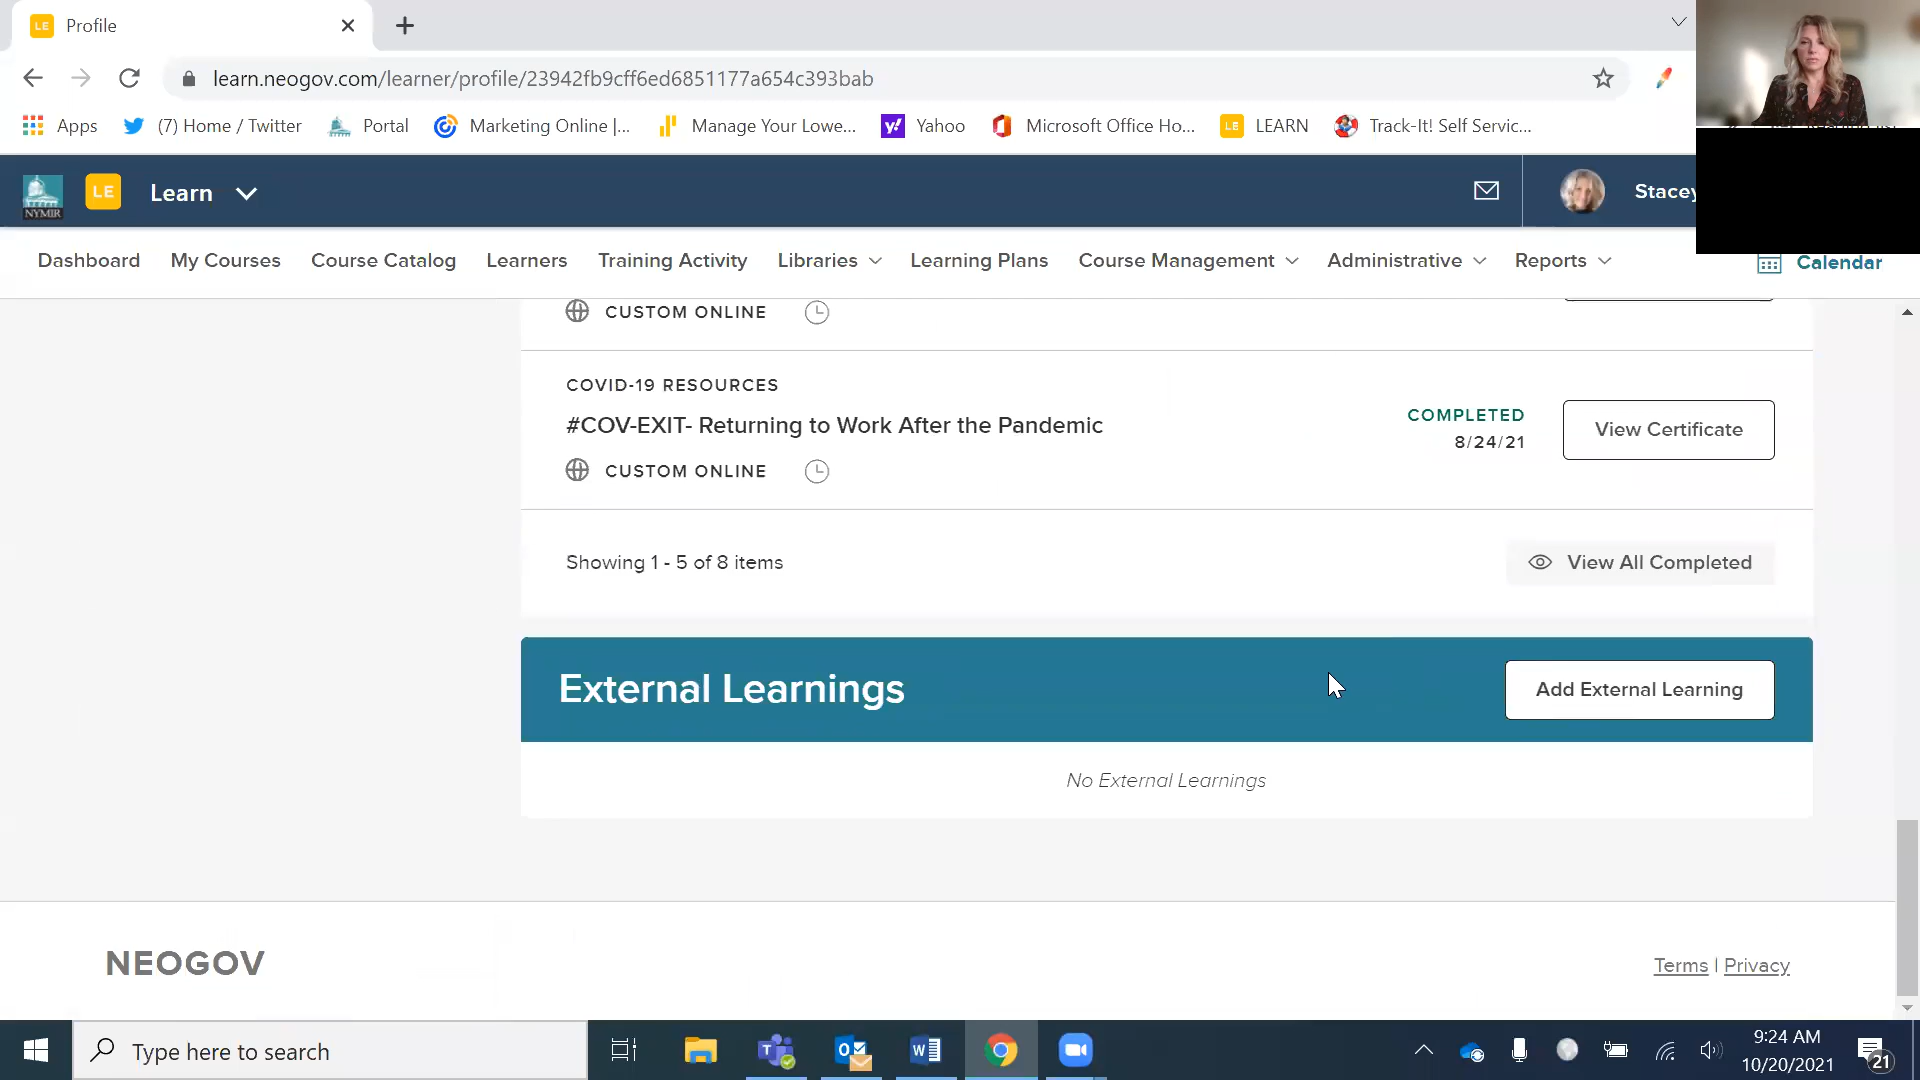 LE Profile
learn.neogov.com/learner/profile/23942fb9cff6ed6851177a654c393bab
Apps (7) Home / Twitter Portal Marketing Online |... Manage Your Lowe... Yahoo Microsoft Office Ho... LE LEARN Track-It! Self Servic...
NYMIR LE Learn Stacey
Dashboard My Courses Course Catalog Learners Training Activity Libraries Learning Plans Course Management Administrative Reports Calendar
CUSTOM ONLINE
COVID-19 RESOURCES
#COV-EXIT- Returning to Work After the Pandemic
COMPLETED
8/24/21
View Certificate
CUSTOM ONLINE
Showing 1 - 5 of 8 items
View All Completed
External Learnings
Add External Learning
No External Learnings
NEOGOV
Terms | Privacy
Type here to search
9:24 AM
10/20/2021
21